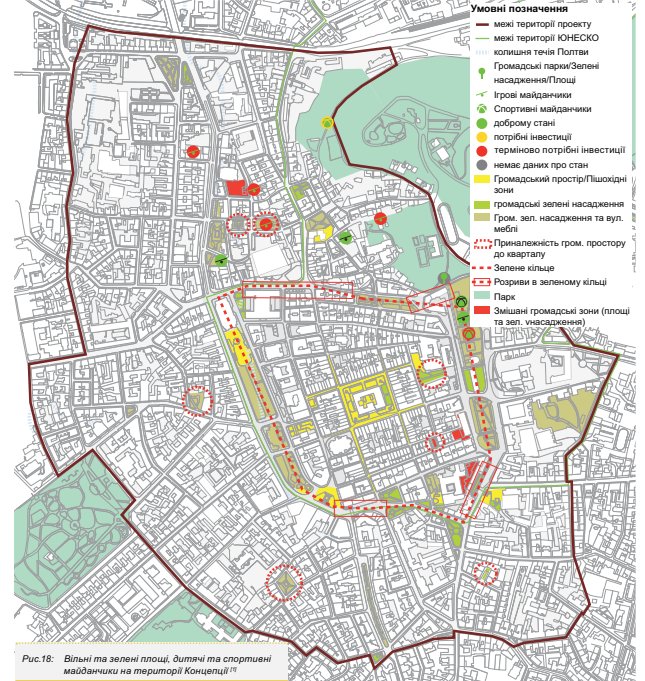 Умовні позначення
межі території проекту
межі території ЮНЕСКО
колишня течія Полтви
Громадські парки/Зелені
насадження/Площі
Ігрові майданчики
Спортивні майданчики
доброму стані
потрібні інвестиції
терміново потрібні інвестиції
немає даних про стан
Громадський простір/Пішохідні
зони
громадські зелені насадження
Гром. зел. насадження та вул.
меблі
Приналежність гром. простору
до кварталу
Зелене кільце
Розриви в зеленому кільці
Парк
Змішані громадські зони (площі
та зел. унасадження)
Рис.18: Вільні та зелені площі, дитячі та спортивні
майданчики на території Концепції [1]